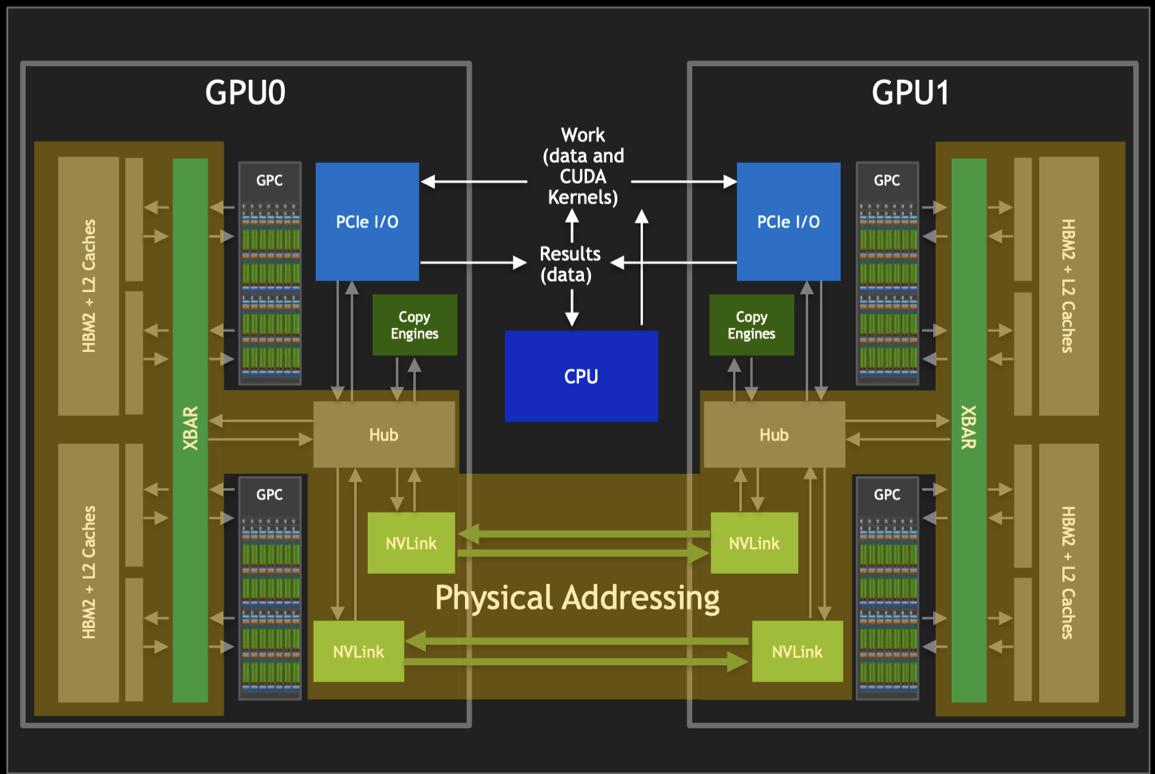 GPU0
GPU1
Work
(data and
CUDA
Kernels)
Results
(data)
CPU
GPC
PCIe I/O
Copy
Engines
HBM2 + L2 Caches
XBAR
Hub
HBM2 + L2 Caches
GPC
NVLink
NVLink
Physical Addressing
PCIe I/O
GPC
Copy
Engines
HBM2 + L2 Caches
XBAR
Hub
HBM2 + L2 Caches
GPC
NVLink
NVLink